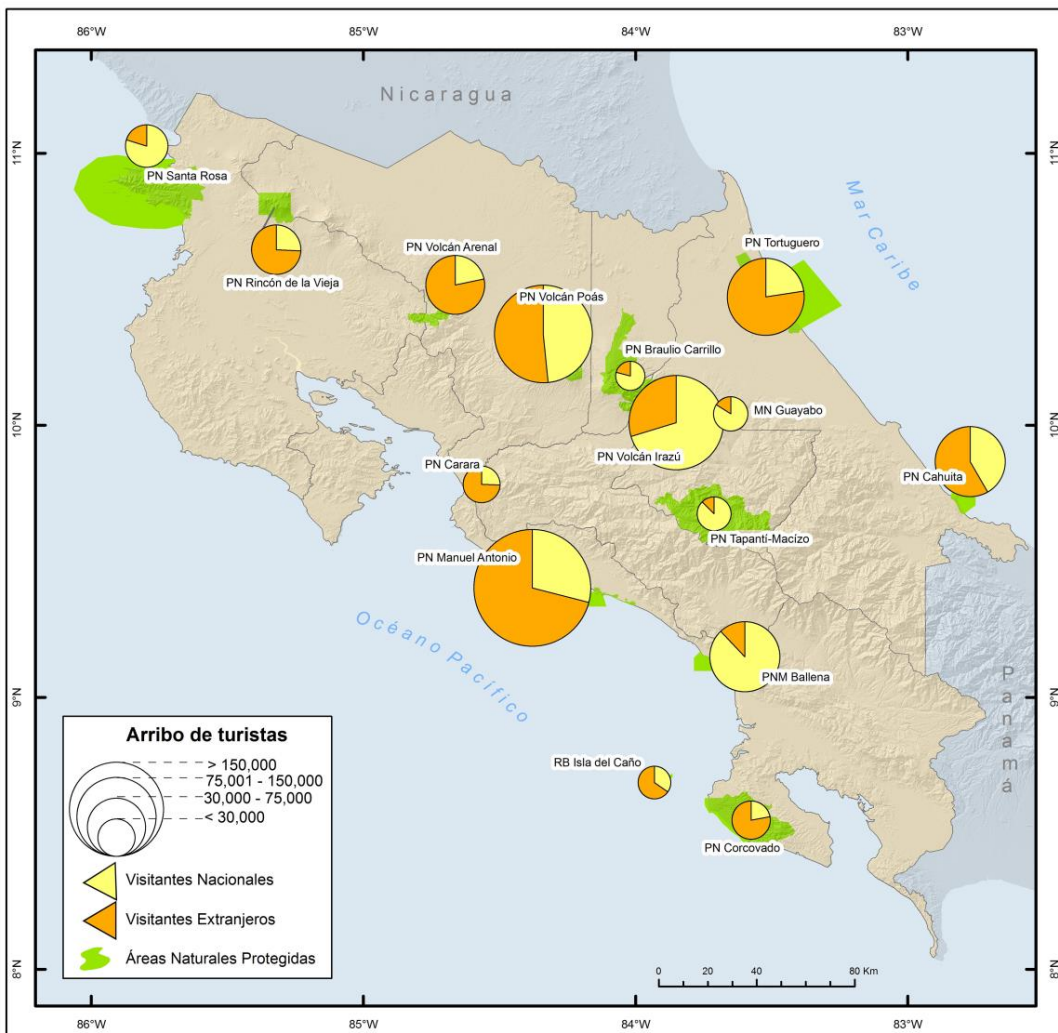 86°W
85°W
84°W
83°W
11°N
10°N
9°N
8°N
Nicaragua
Mar Caribe
PN Santa Rosa
PN Rincón de la Vieja
PN Volcán Arenal
PN Volcán Poás
PN Tortuguero
PN Braulio Carrillo
MN Guayabo
PN Volcán Irazú
PN Cahuita
PN Carara
PN Tapantí-Macízo
PN Manuel Antonio
Océano Pacífico
PNM Ballena
Panamá
RB Isla del Caño
PN Corcovado
Arribo de turistas
> 150,000
75,001 - 150,000
30,000 - 75,000
< 30,000
Visitantes Nacionales
Visitantes Extranjeros
Áreas Naturales Protegidas
0 20 40 80 Km
11°N
10°N
9°N
8°N
86°W
85°W
84°W
83°W